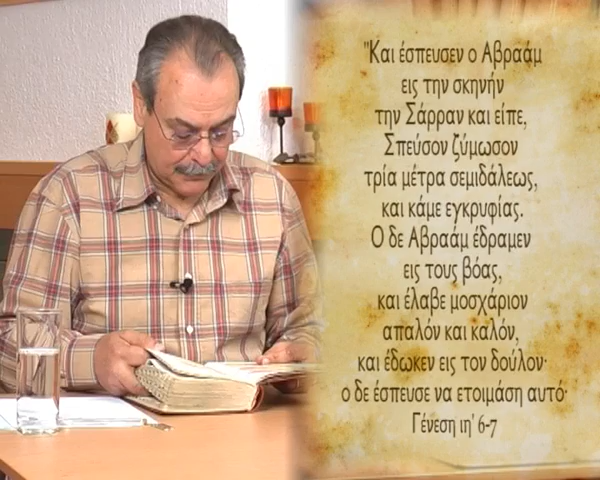 "Και έσπευσεν ο Αβραάμ
εις την σκηνήν
την Σάρραν και είπε,
Σπεύσον ζύμωσον
τρία μέτρα σεμιδάλεως,
και κάμε εγκρυφίας.
Ο δε Αβραάμ έδραμεν
εις τους βόας,
και έλαβε μοσχάριον
απαλόν και καλόν,
και έδωκεν εις τον δούλον·
ο δε έσπευσε να ετοιμάση αυτό·
Γένεση ιη' 6-7